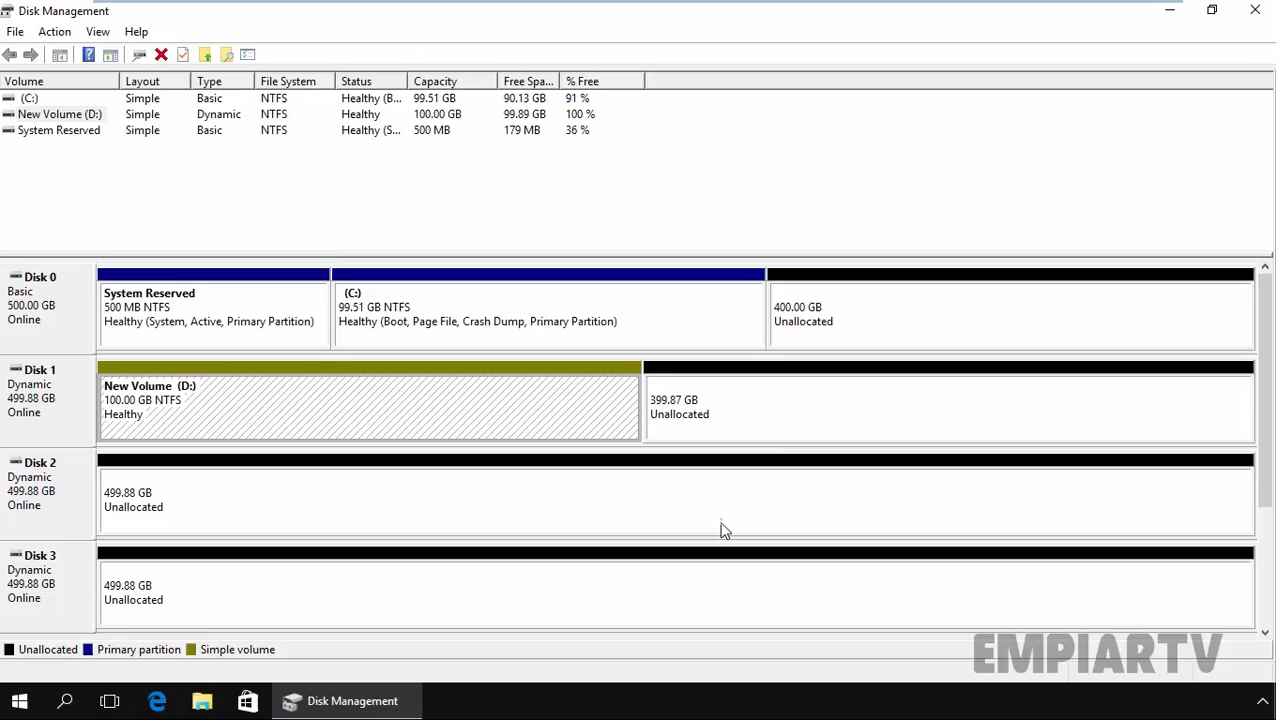 Disk Management
File Action View Help
Volume Layout Type File System Status Capacity Free Spa... % Free
(C:) Simple Basic NTFS Healthy (B... 99.51 GB 90.13 GB 91 %
New Volume (D:) Simple Dynamic NTFS Healthy 100.00 GB 99.89 GB 100 %
System Reserved Simple Basic NTFS Healthy (S... 500 MB 179 MB 36 %
Disk 0
Basic
500.00 GB
Online
System Reserved
500 MB NTFS
Healthy (System, Active, Primary Partition)
(C:)
99.51 GB NTFS
Healthy (Boot, Page File, Crash Dump, Primary Partition)
400.00 GB
Unallocated
Disk 1
Dynamic
499.88 GB
Online
New Volume (D:)
100.00 GB NTFS
Healthy
399.87 GB
Unallocated
Disk 2
Dynamic
499.88 GB
Online
499.88 GB
Unallocated
Disk 3
Dynamic
499.88 GB
Online
499.88 GB
Unallocated
Unallocated Primary partition Simple volume
EMPIARTV
Disk Management